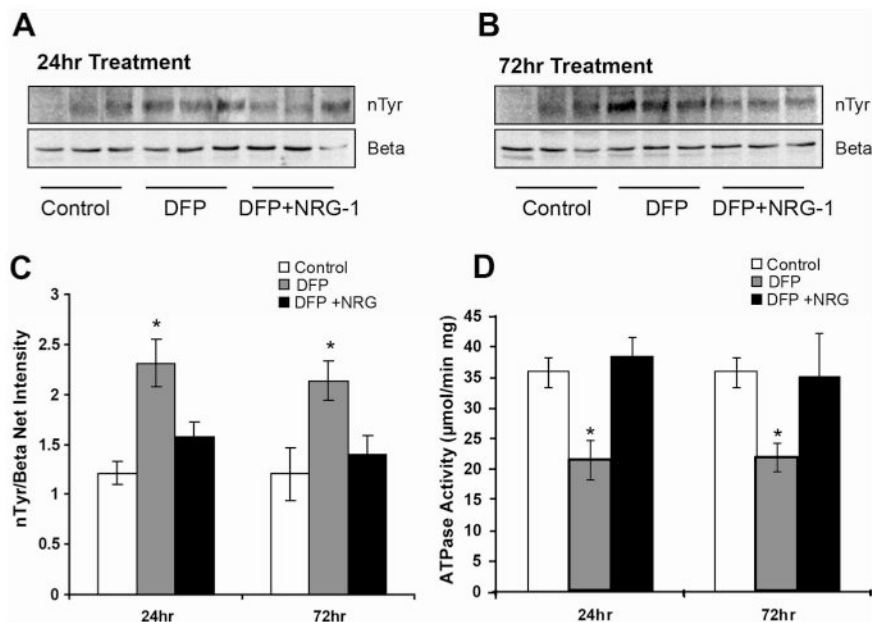 A
24hr Treatment
nTyr
Beta
Control DFP DFP+NRG-1
B
72hr Treatment
nTyr
Beta
Control DFP DFP+NRG-1
C
Control
DFP
DFP +NRG
nTyr/Beta Net Intensity
3
2.5
*
*
2
1.5
1
0.5
0
24hr 72hr
D
Control
DFP
DFP +NRG
ATPase Activity (µmol/min mg)
45
40
35
30
25
*
*
20
15
10
5
0
24hr 72hr